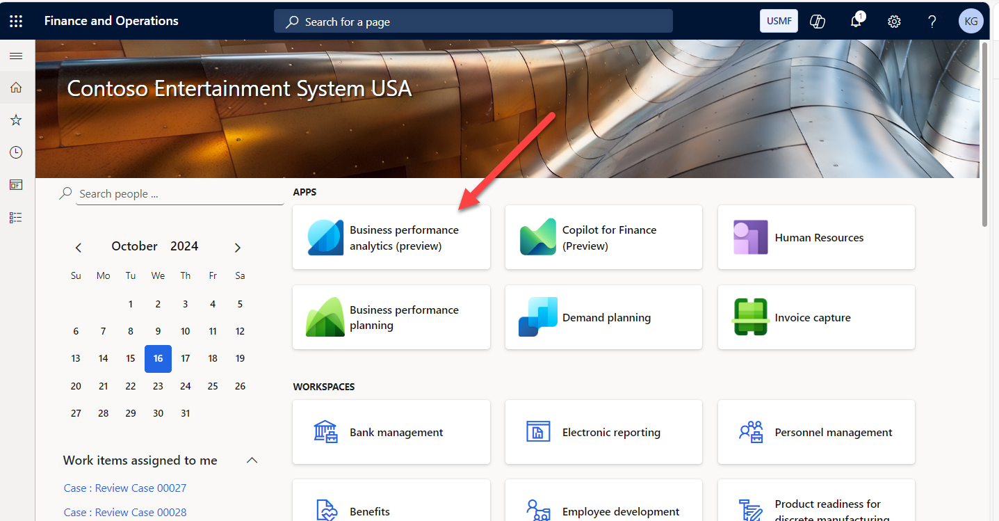 Finance and Operations
Search for a page
USMF
1
?
KG
Contoso Entertainment System USA
Search people ...
October 2024
Su Mo Tu We Th Fr Sa
1 2 3 4 5
6 7 8 9 10 11 12
13 14 15 16 17 18 19
20 21 22 23 24 25 26
27 28 29 30 31
Work items assigned to me
Case : Review Case 00027
Case : Review Case 00028
APPS
Business performance
analytics (preview)
Copilot for Finance
(Preview)
Human Resources
Business performance
planning
Demand planning
Invoice capture
WORKSPACES
Bank management
Electronic reporting
Personnel management
Benefits
Employee development
Product readiness for
discrete manufacturing